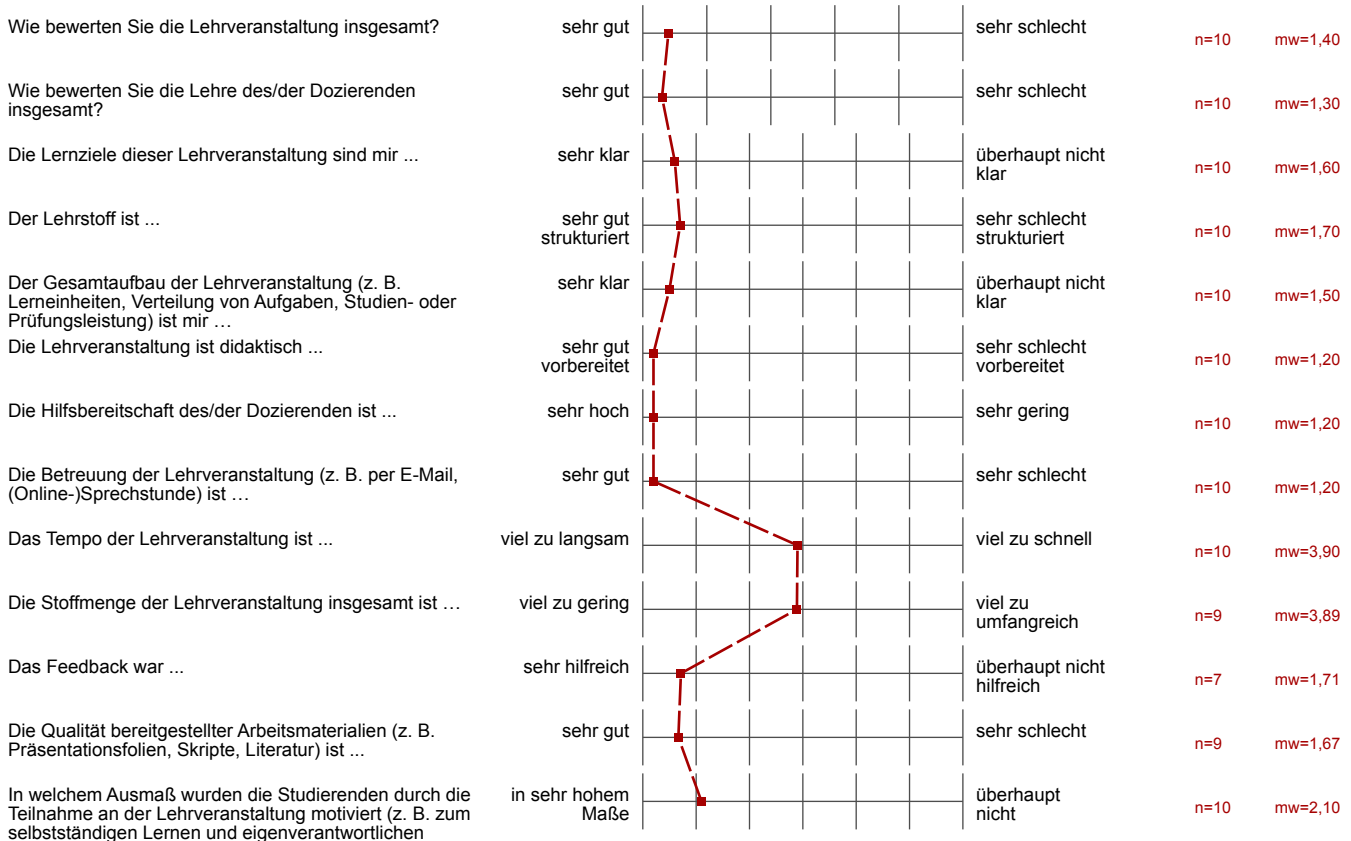 Wie bewerten Sie die Lehrveranstaltung insgesamt? sehr gut sehr schlecht n=10 mw=1,40
Wie bewerten Sie die Lehre des/der Dozierenden sehr gut sehr schlecht n=10 mw=1,30
insgesamt?
Die Lernziele dieser Lehrveranstaltung sind mir ... sehr klar überhaupt nicht n=10 mw=1,60
klar
Der Lehrstoff ist ... sehr gut sehr schlecht n=10 mw=1,70
strukturiert strukturiert
Der Gesamtaufbau der Lehrveranstaltung (z. B. sehr klar überhaupt nicht n=10 mw=1,50
Lerneinheiten, Verteilung von Aufgaben, Studien- oder klar
Prüfungsleistung) ist mir …
Die Lehrveranstaltung ist didaktisch ... sehr gut sehr schlecht n=10 mw=1,20
vorbereitet vorbereitet
Die Hilfsbereitschaft des/der Dozierenden ist ... sehr hoch sehr gering n=10 mw=1,20
Die Betreuung der Lehrveranstaltung (z. B. per E-Mail, sehr gut sehr schlecht n=10 mw=1,20
(Online-)Sprechstunde) ist …
Das Tempo der Lehrveranstaltung ist ... viel zu langsam viel zu schnell n=10 mw=3,90
Die Stoffmenge der Lehrveranstaltung insgesamt ist … viel zu gering viel zu n=9 mw=3,89
umfangreich
Das Feedback war ... sehr hilfreich überhaupt nicht n=7 mw=1,71
hilfreich
Die Qualität bereitgestellter Arbeitsmaterialien (z. B. sehr gut sehr schlecht n=9 mw=1,67
Präsentationsfolien, Skripte, Literatur) ist ...
In welchem Ausmaß wurden die Studierenden durch die in sehr hohem überhaupt n=10 mw=2,10
Teilnahme an der Lehrveranstaltung motiviert (z. B. zum Maße nicht
selbstständigen Lernen und eigenverantwortlichen